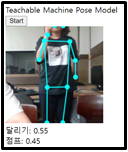 Teachable Machine Pose Model
Start
달리기: 0.55
점프: 0.45